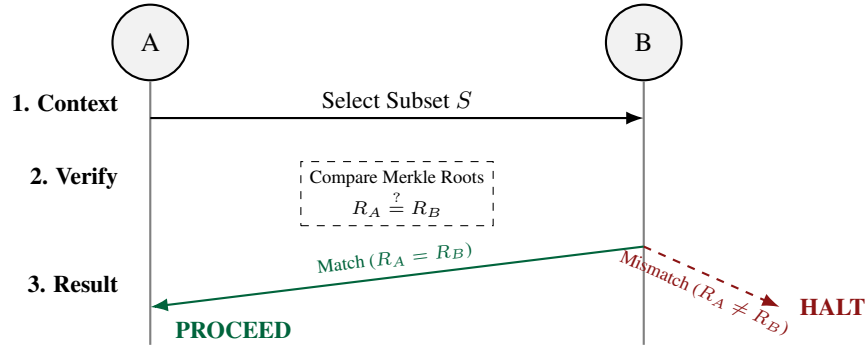 A
B
1. Context
Select Subset S
2. Verify
Compare Merkle Roots
R_A ≟ R_B
Match (R_A = R_B)
Mismatch (R_A ≠ R_B)
3. Result
HALT
PROCEED